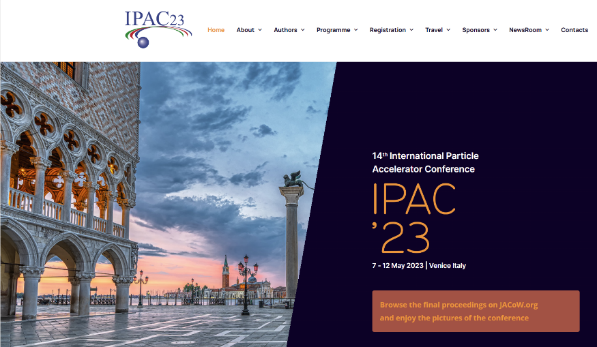 IPAC23
Home About Authors Programme Registration Travel Sponsors NewsRoom Contacts
14th International Particle
Accelerator Conference
IPAC
'23
7 - 12 May 2023 | Venice Italy
Browse the final proceedings on JACoW.org
and enjoy the pictures of the conference